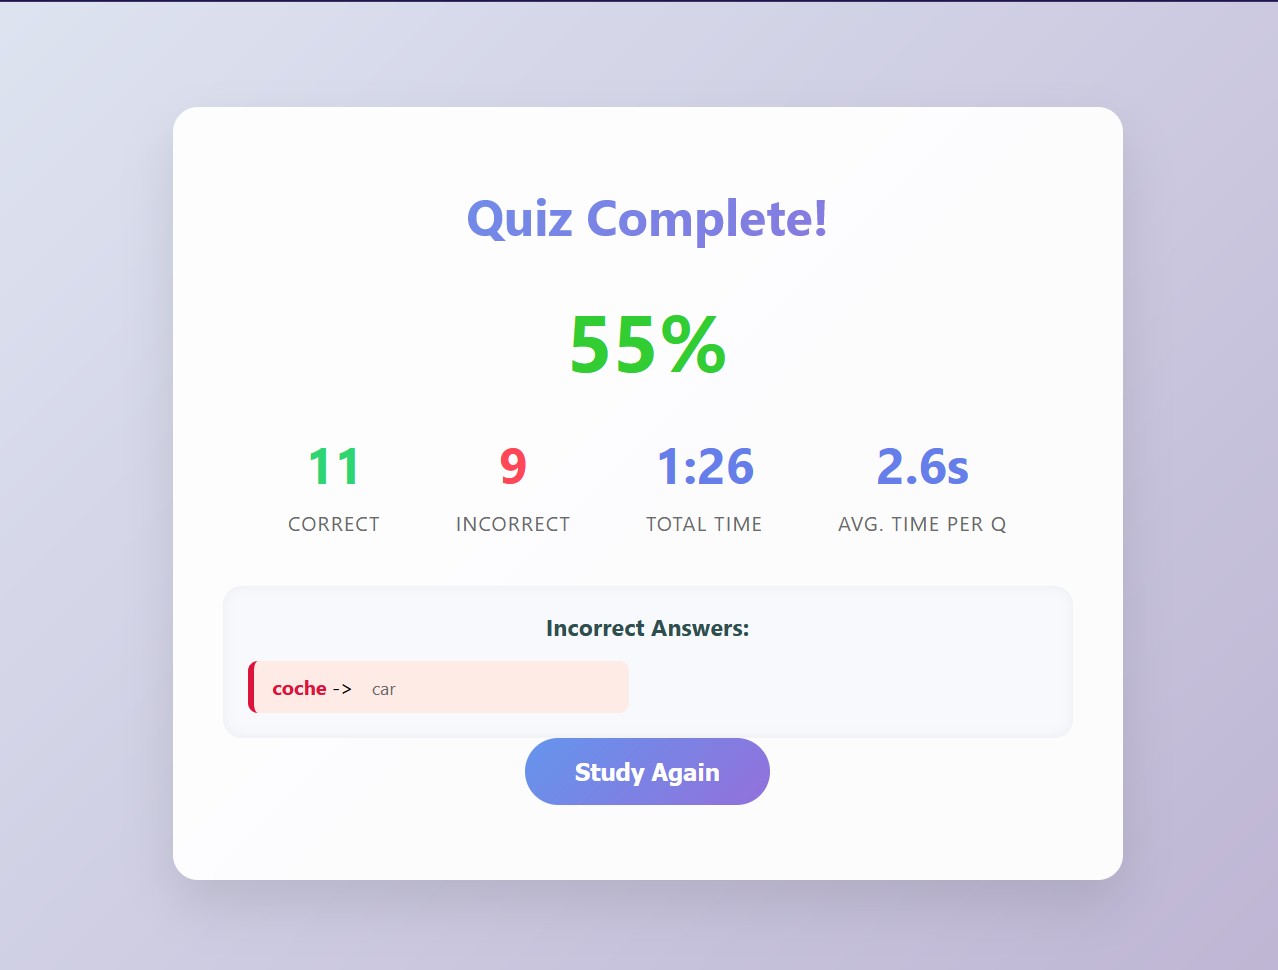 Quiz Complete!
55%
11 9 1:26 2.6s
CORRECT INCORRECT TOTAL TIME AVG. TIME PER Q
Incorrect Answers:
coche -> car
Study Again